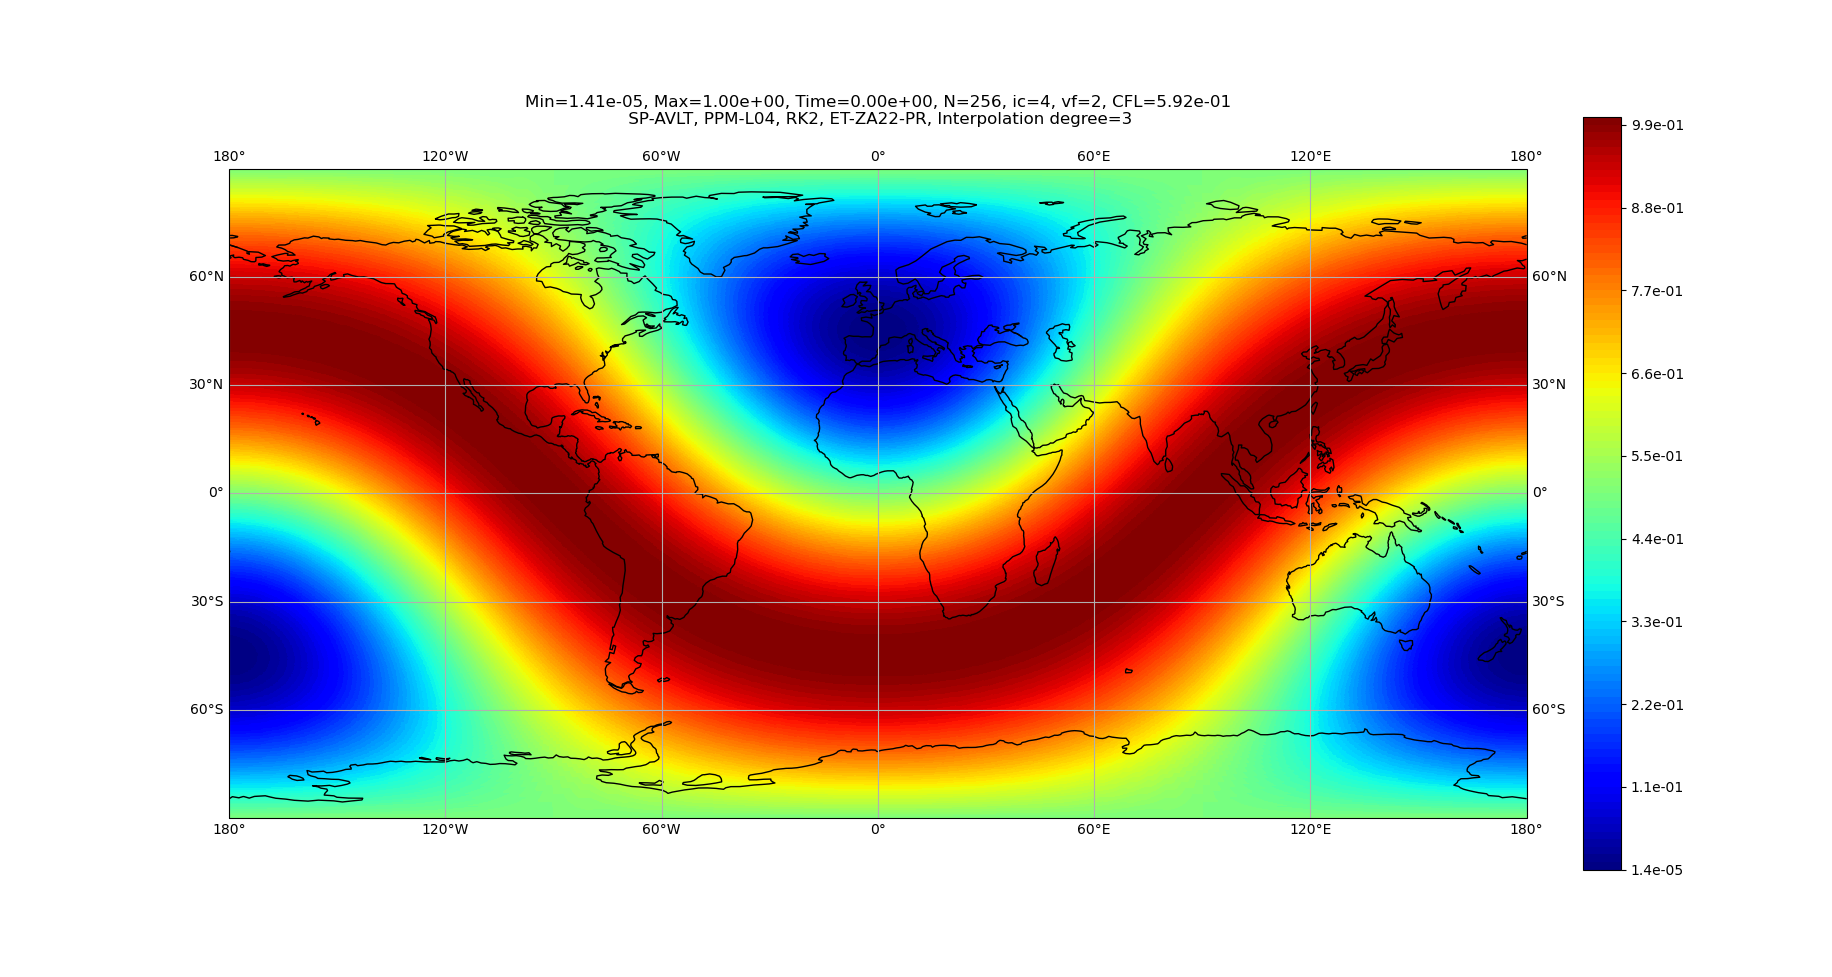 Min=1.41e-05, Max=1.00e+00, Time=0.00e+00, N=256, ic=4, vf=2, CFL=5.92e-01
SP-AVLT, PPM-L04, RK2, ET-ZA22-PR, Interpolation degree=3
180° 120°W 60°W 0° 60°E 120°E 180°
60°N 60°N
30°N 30°N
0° 0°
30°S 30°S
60°S 60°S
180° 120°W 60°W 0° 60°E 120°E 180°
9.9e-01
8.8e-01
7.7e-01
6.6e-01
5.5e-01
4.4e-01
3.3e-01
2.2e-01
1.1e-01
1.4e-05